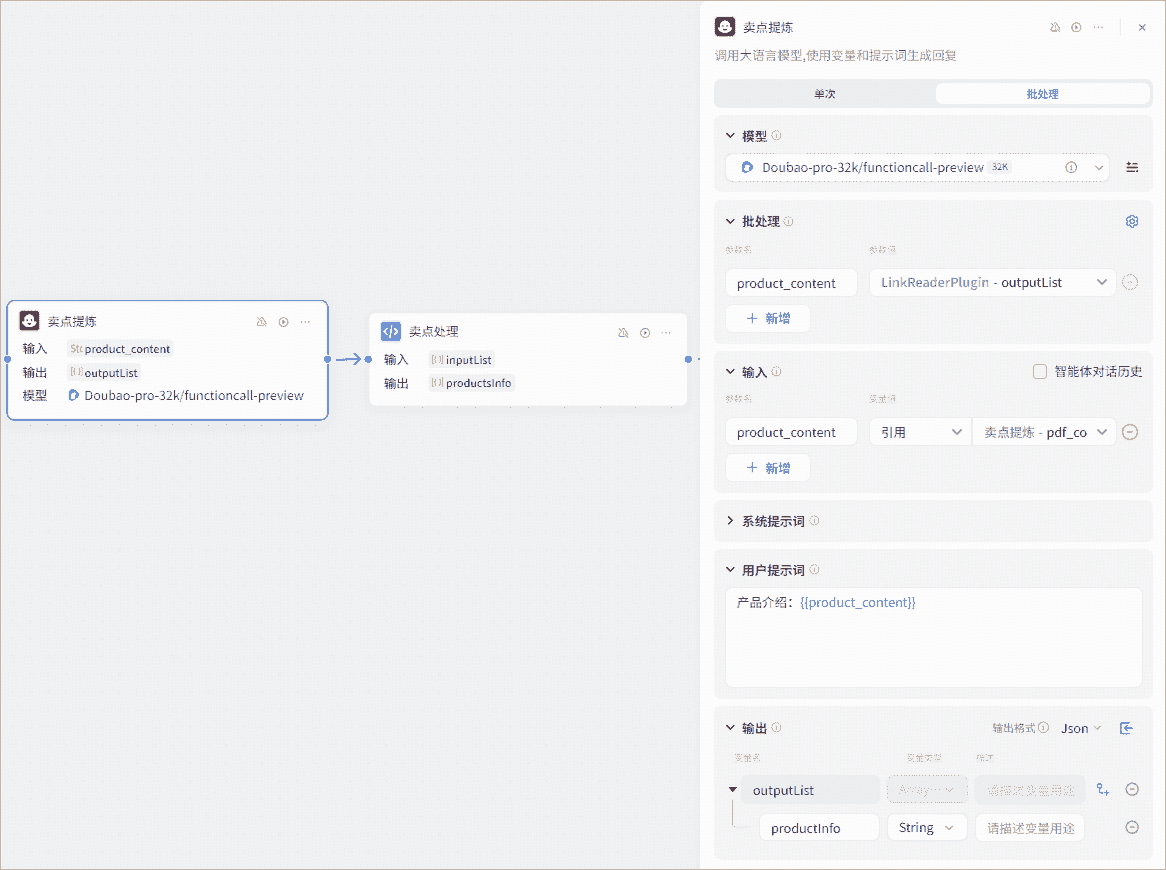 卖点提炼
输入 Str. product_content
输出 [()] outputList
模型 Doubao-pro-32k/functioncall-preview
卖点处理
输入 [()] inputList
输出 [()] productsInfo
卖点提炼
调用大语言模型,使用变量和提示词生成回复
单次 批处理
模型
Doubao-pro-32k/functioncall-preview 32K
批处理
参数名 参数值
product_content LinkReaderPlugin - outputList
+ 新增
输入 智能体对话历史
参数名 变量值
product_content 引用 卖点提炼 - pdf_co
+ 新增
系统提示词
用户提示词
产品介绍：{{product_content}}
输出 输出格式 Json
变量名 变量类型 描述
outputList Array... 请描述变量用途
productInfo String 请描述变量用途